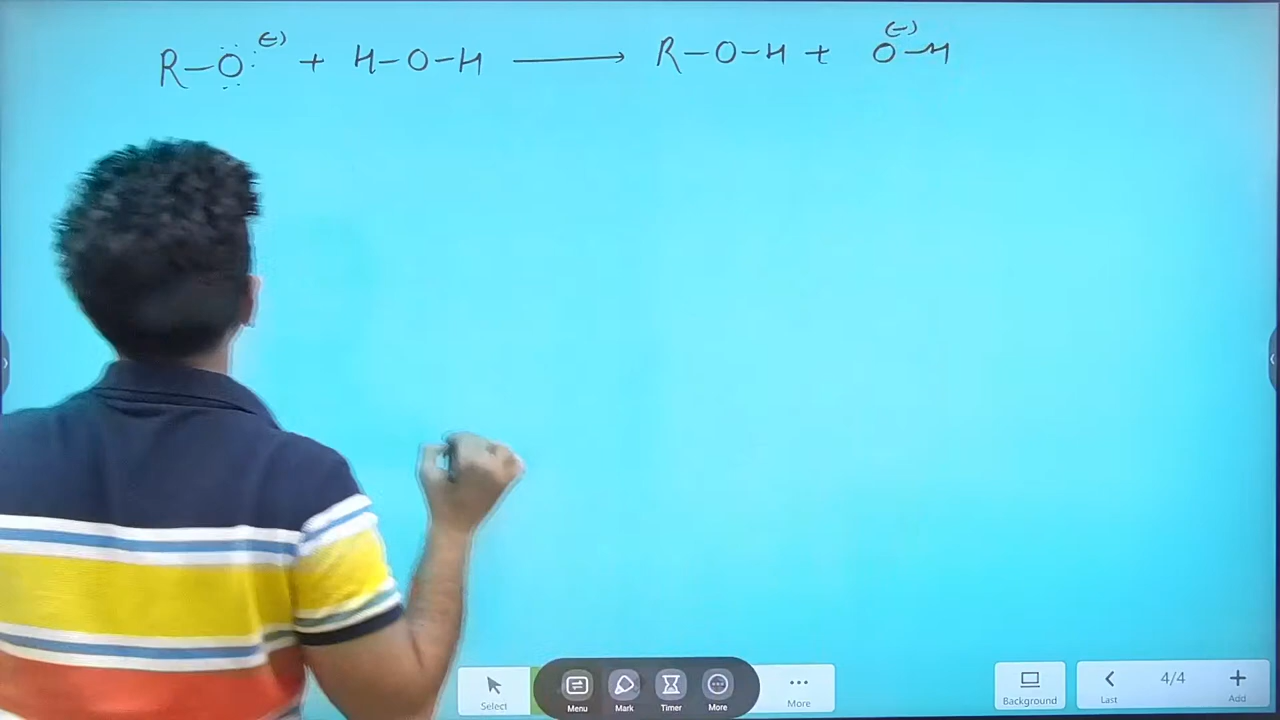 R–Ö:(–) + H–O–H ⟶ R–O–H + (–)O–H
Select
Menu
Mark
Timer
More
More
Background
Last
4/4
Add